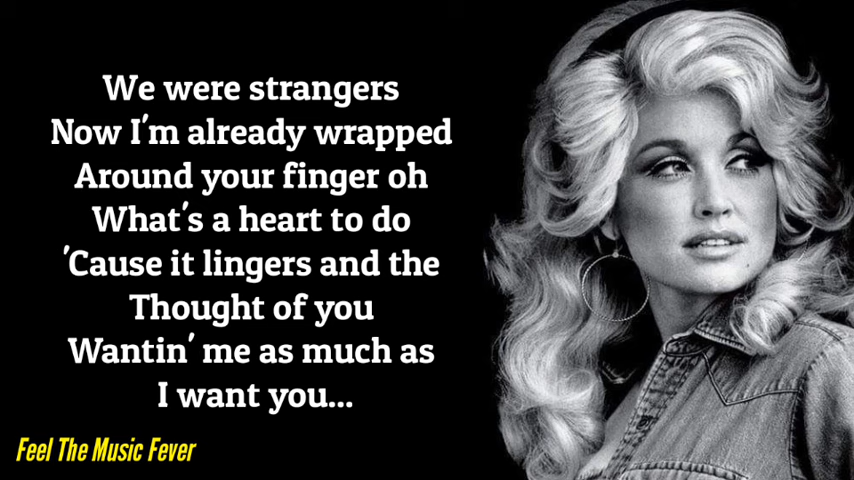 We were strangers
Now I'm already wrapped
Around your finger oh
What's a heart to do
'Cause it lingers and the
Thought of you
Wantin' me as much as
I want you...
Feel The Music Fever